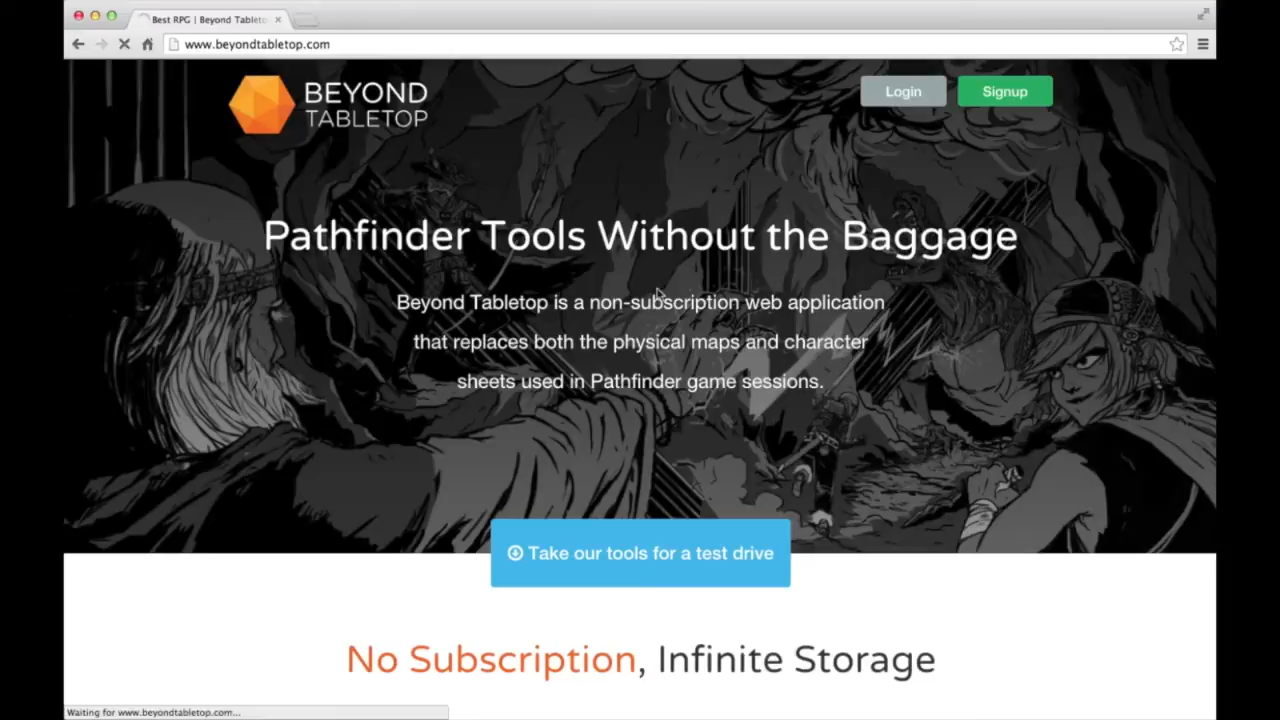 Best RPG | Beyond Tableto
www.beyondtabletop.com
BEYOND
TABLETOP
Login
Signup
Pathfinder Tools Without the Baggage
Beyond Tabletop is a non-subscription web application
that replaces both the physical maps and character
sheets used in Pathfinder game sessions.
Take our tools for a test drive
No Subscription, Infinite Storage
Waiting for www.beyondtabletop.com...